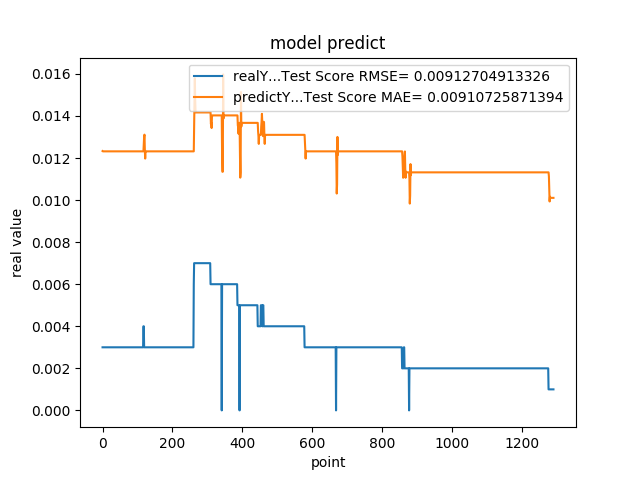 model predict
realY...Test Score RMSE= 0.00912704913326
predictY...Test Score MAE= 0.00910725871394
0.016
0.014
0.012
0.010
0.008
0.006
0.004
0.002
0.000
real value
0 200 400 600 800 1000 1200
point